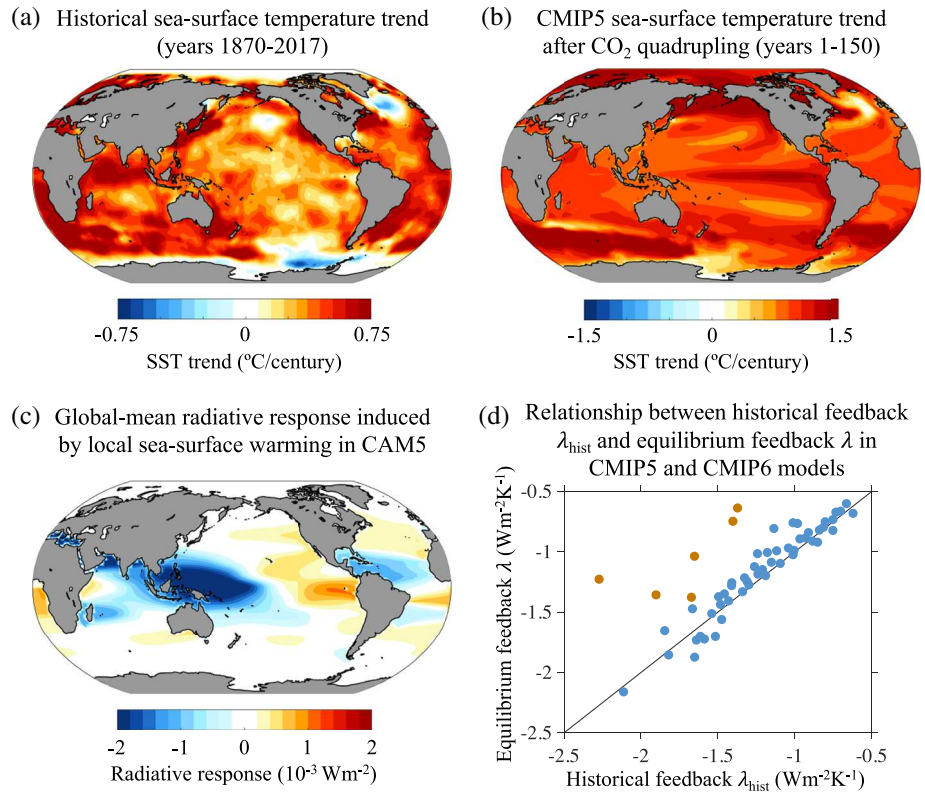 (a) Historical sea-surface temperature trend
(years 1870-2017)
-0.75 0 0.75
SST trend (ºC/century)
(b) CMIP5 sea-surface temperature trend
after CO₂ quadrupling (years 1-150)
-1.5 0 1.5
SST trend (ºC/century)
(c) Global-mean radiative response induced
by local sea-surface warming in CAM5
-2 -1 0 1 2
Radiative response (10⁻³ Wm⁻²)
(d) Relationship between historical feedback
λhist and equilibrium feedback λ in
CMIP5 and CMIP6 models
Equilibrium feedback λ (Wm⁻²K⁻¹)
-0.5
-1
-1.5
-2
-2.5
-2.5 -2 -1.5 -1 -0.5
Historical feedback λhist (Wm⁻²K⁻¹)